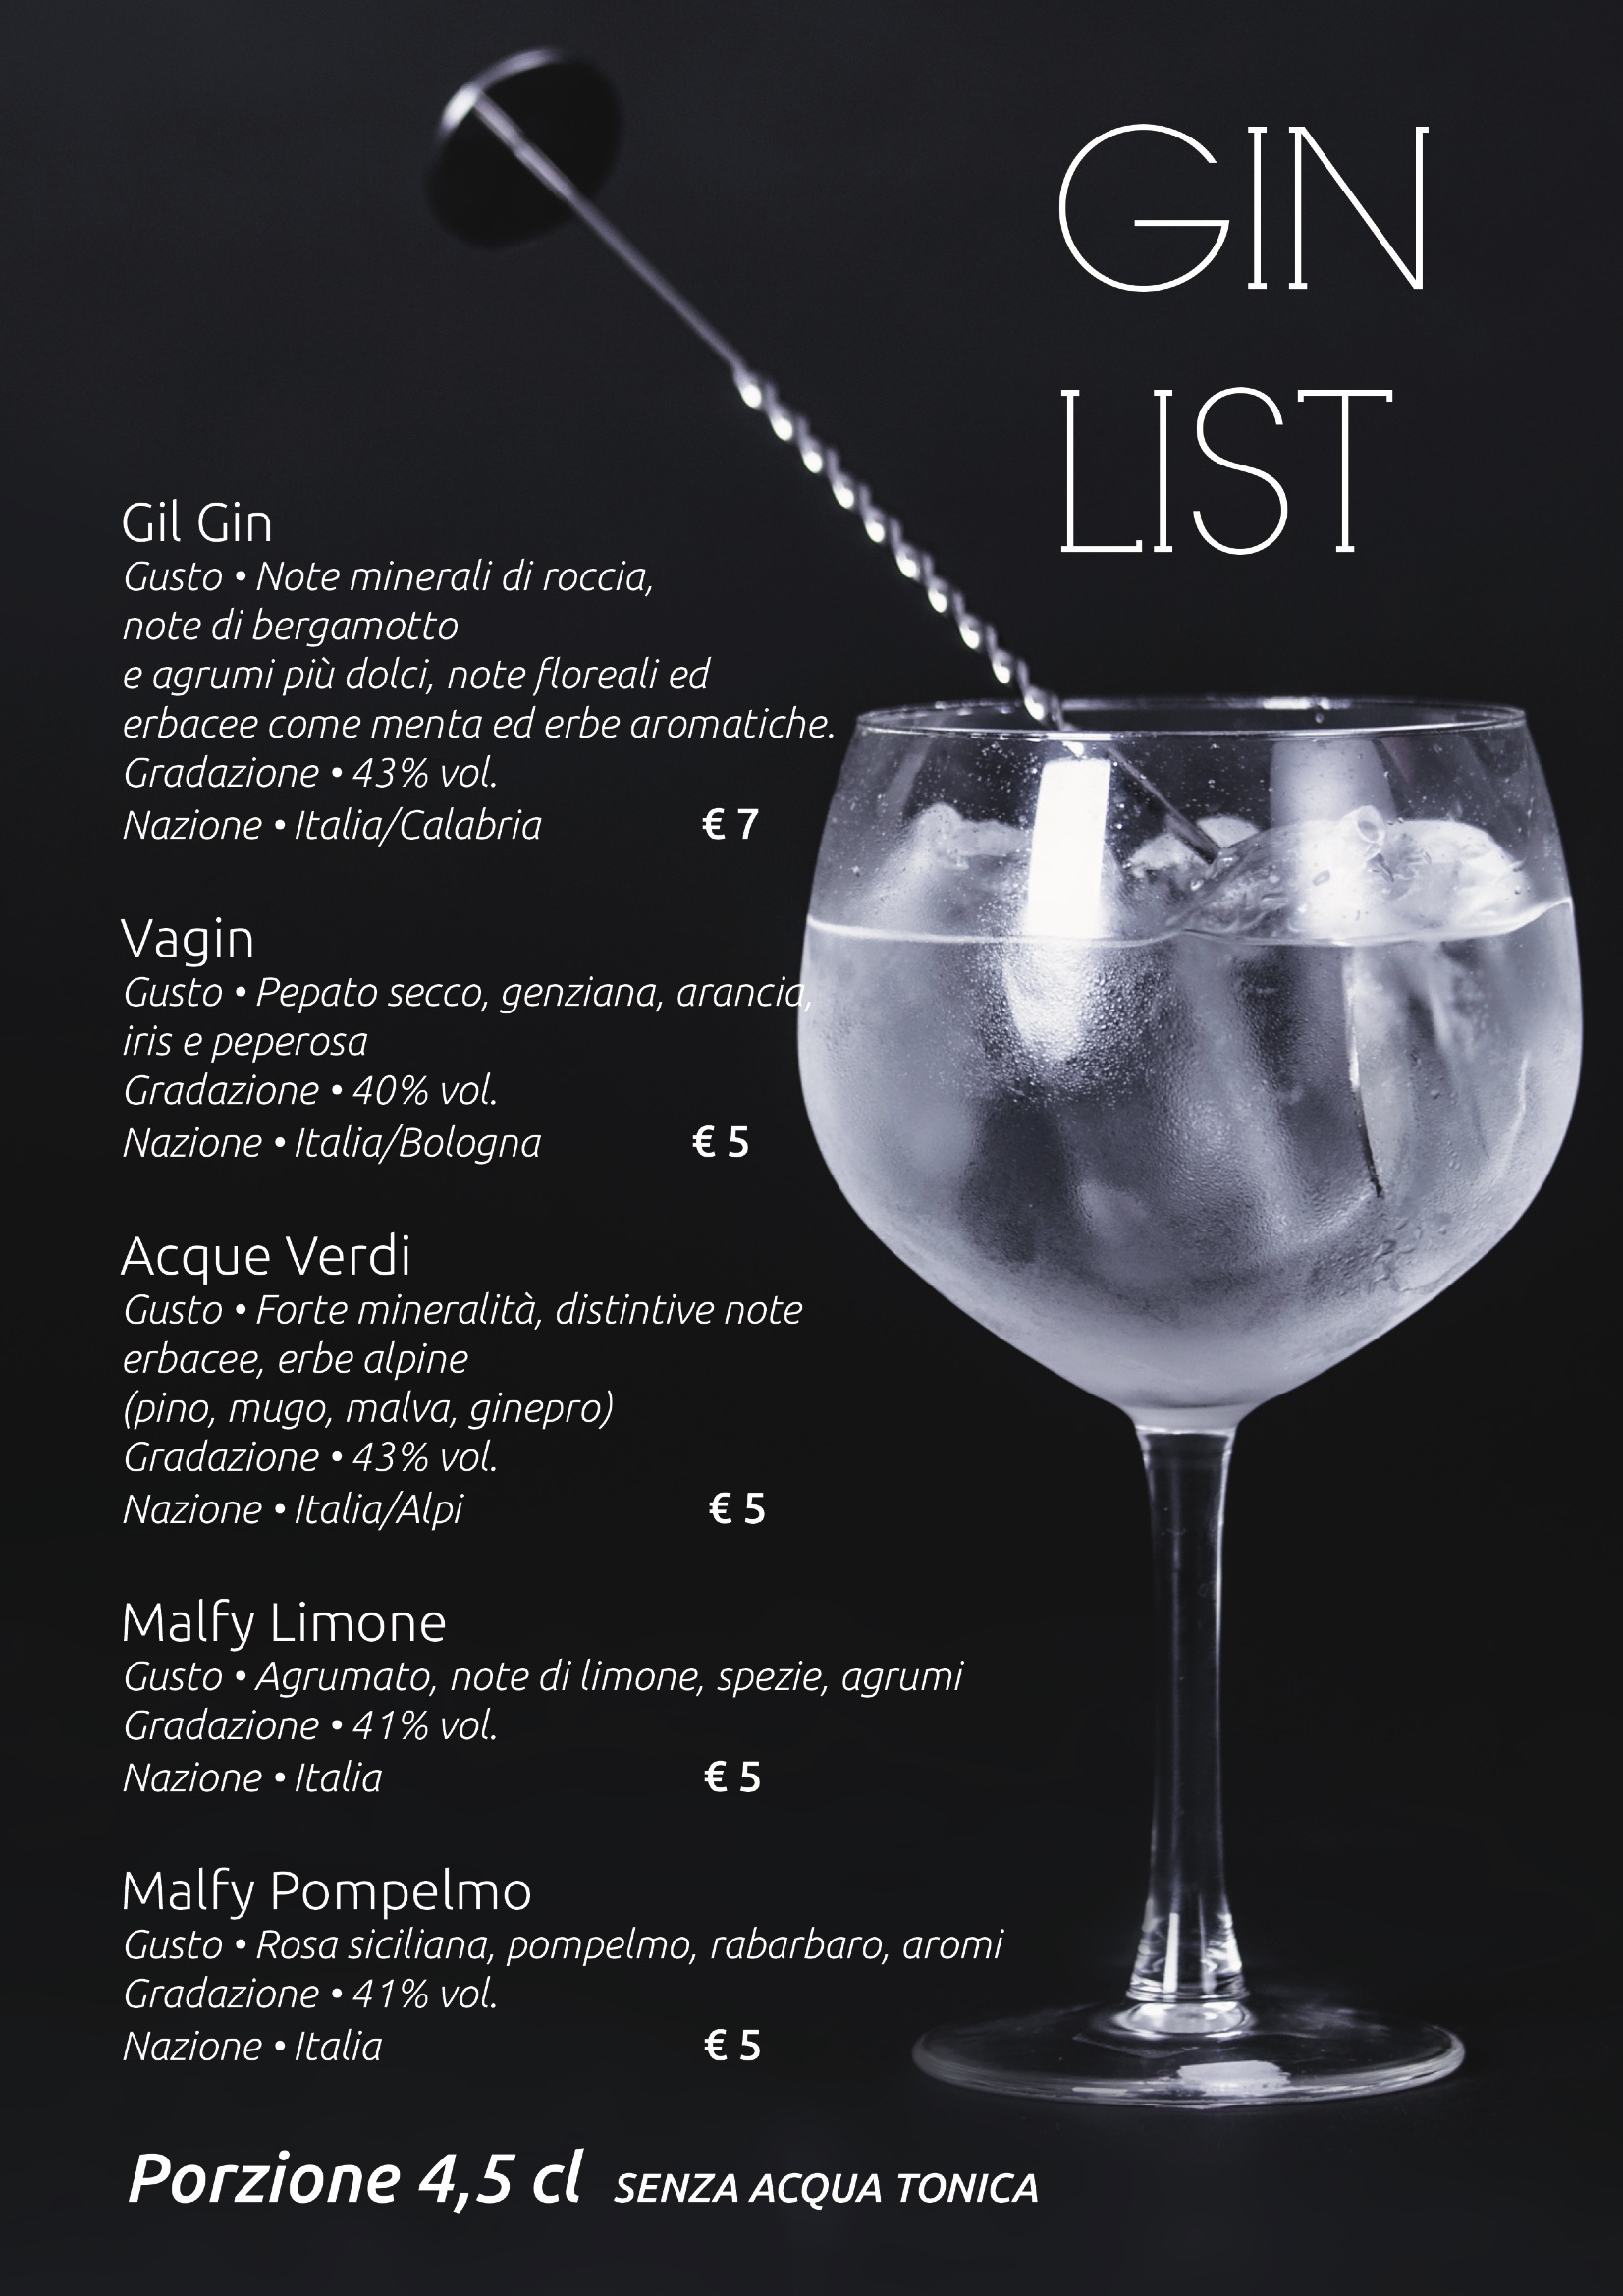 GIN
LIST
Gil Gin
Gusto • Note minerali di roccia,
note di bergamotto
e agrumi più dolci, note floreali ed
erbacee come menta ed erbe aromatiche.
Gradazione • 43% vol.
Nazione • Italia/Calabria € 7
Vagin
Gusto • Pepato secco, genziana, arancia,
iris e peperosa
Gradazione • 40% vol.
Nazione • Italia/Bologna € 5
Acque Verdi
Gusto • Forte mineralità, distintive note
erbacee, erbe alpine
(pino, mugo, malva, ginepro)
Gradazione • 43% vol.
Nazione • Italia/Alpi € 5
Malfy Limone
Gusto • Agrumato, note di limone, spezie, agrumi
Gradazione • 41% vol.
Nazione • Italia € 5
Malfy Pompelmo
Gusto • Rosa siciliana, pompelmo, rabarbaro, aromi
Gradazione • 41% vol.
Nazione • Italia € 5
Porzione 4,5 cl SENZA ACQUA TONICA